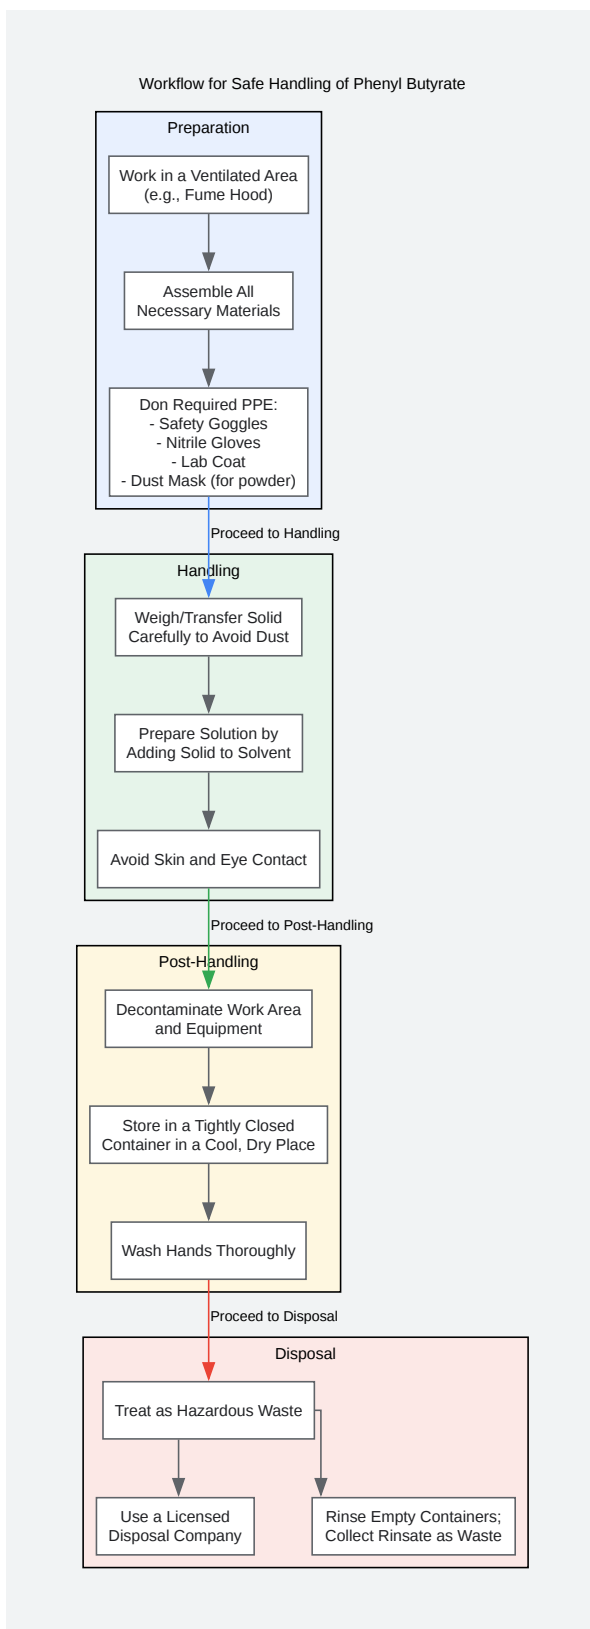 Workflow for Safe Handling of Phenyl Butyrate
Preparation
Work in a Ventilated Area
(e.g., Fume Hood)
Assemble All
Necessary Materials
Don Required PPE:
- Safety Goggles
- Nitrile Gloves
- Lab Coat
- Dust Mask (for powder)
Proceed to Handling
Handling
Weigh/Transfer Solid
Carefully to Avoid Dust
Prepare Solution by
Adding Solid to Solvent
Avoid Skin and Eye Contact
Proceed to Post-Handling
Post-Handling
Decontaminate Work Area
and Equipment
Store in a Tightly Closed
Container in a Cool, Dry Place
Wash Hands Thoroughly
Proceed to Disposal
Disposal
Treat as Hazardous Waste
Use a Licensed
Disposal Company
Rinse Empty Containers;
Collect Rinsate as Waste